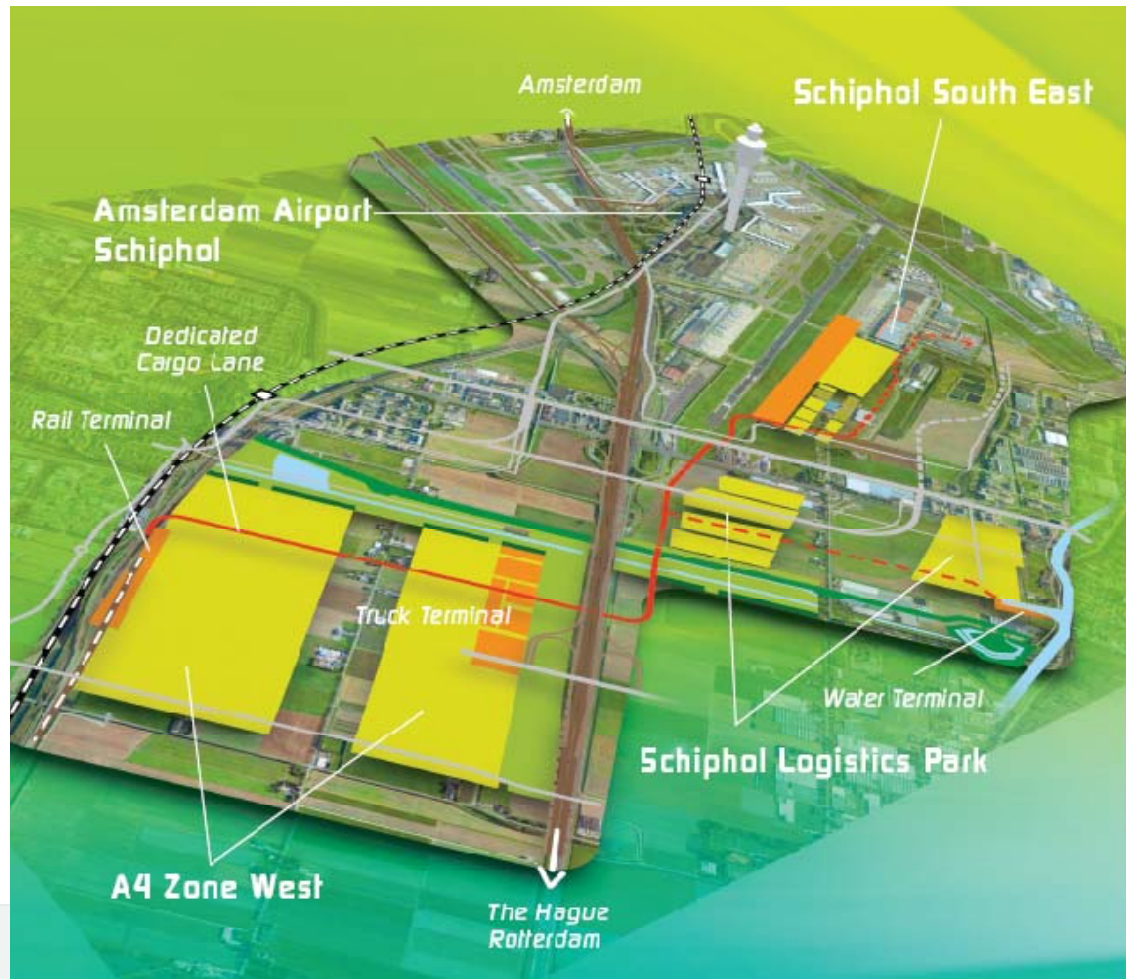 Amsterdam
Schiphol South East
Amsterdam Airport
Schiphol
Dedicated
Cargo Lane
Rail Terminal
Truck Terminal
Water Terminal
Schiphol Logistics Park
A4 Zone West
The Hague
Rotterdam